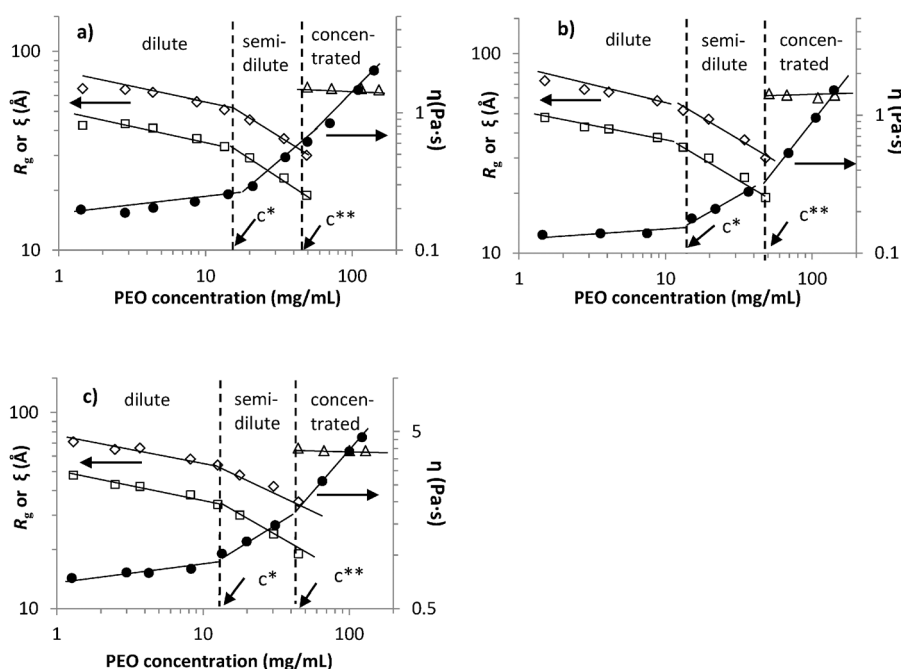 a)
dilute
semi-
dilute
concen-
trated
100
10
Rg or ξ (Å)
1
0.1
η(Pa·s)
c*
c**
1 10 100
PEO concentration (mg/mL)
b)
dilute
semi-
dilute
concen-
trated
100
10
Rg or ξ (Å)
1
0.1
η (Pa·s)
c*
c**
1 10 100
PEO concentration (mg/mL)
c)
dilute
semi-
dilute
concen-
trated
100
10
Rg or ξ (Å)
5
0.5
η (Pa·s)
c*
c**
1 10 100
PEO concentration (mg/mL)